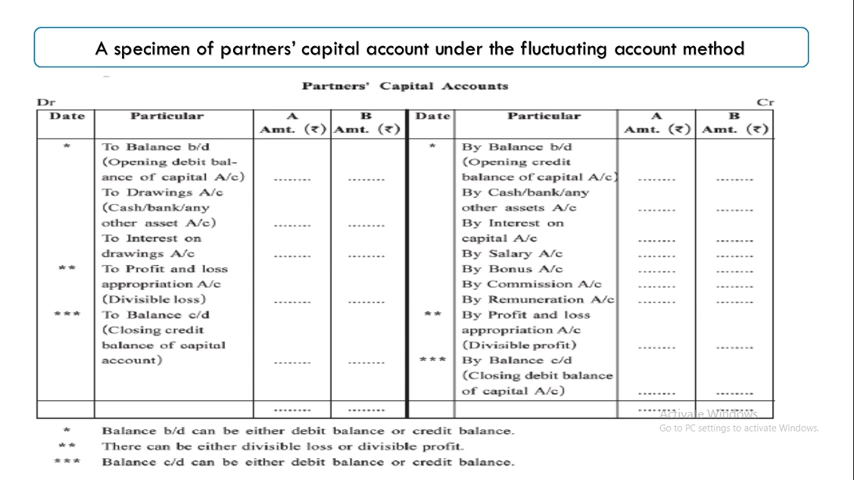 A specimen of partners' capital account under the fluctuating account method
Partners' Capital Accounts
Dr
Cr
Date Particular A B Date Particular A B
Amt. (₹) Amt. (₹) Amt. (₹) Amt. (₹)
* To Balance b/d
(Opening debit bal-
ance of capital A/c) ........ ........
To Drawings A/c
(Cash/bank/any
other asset A/c) ........ ........
To Interest on
drawings A/c ........ ........
** To Profit and loss
appropriation A/c
(Divisible loss) ........ ........
*** To Balance c/d
(Closing credit
balance of capital
account) ........ ........
........ ........
* By Balance b/d
(Opening credit
balance of capital A/c) ........ ........
By Cash/bank/any
other assets A/c ........ ........
By Interest on
capital A/c ........ ........
By Salary A/c ........ ........
By Bonus A/c ........ ........
By Commission A/c ........ ........
By Remuneration A/c ........ ........
** By Profit and loss
appropriation A/c
(Divisible profit) ........ ........
*** By Balance c/d
(Closing debit balance
of capital A/c) ........ ........
........ ........
* Balance b/d can be either debit balance or credit balance.
** There can be either divisible loss or divisible profit.
*** Balance c/d can be either debit balance or credit balance.
Activate Windows
Go to PC settings to activate Windows.